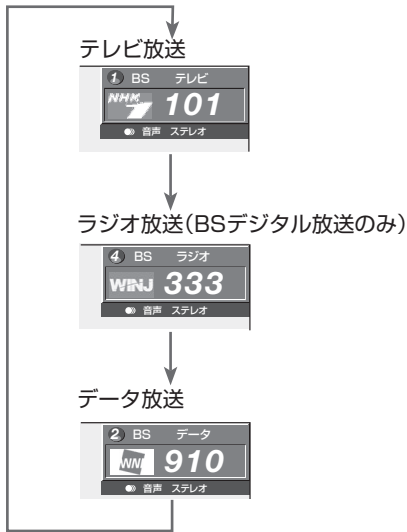 テレビ放送
1 BS テレビ
NHK 101
音声 ステレオ
ラジオ放送(BSデジタル放送のみ)
4 BS ラジオ
WINJ 333
音声 ステレオ
データ放送
2 BS データ
WNI 910
音声 ステレオ